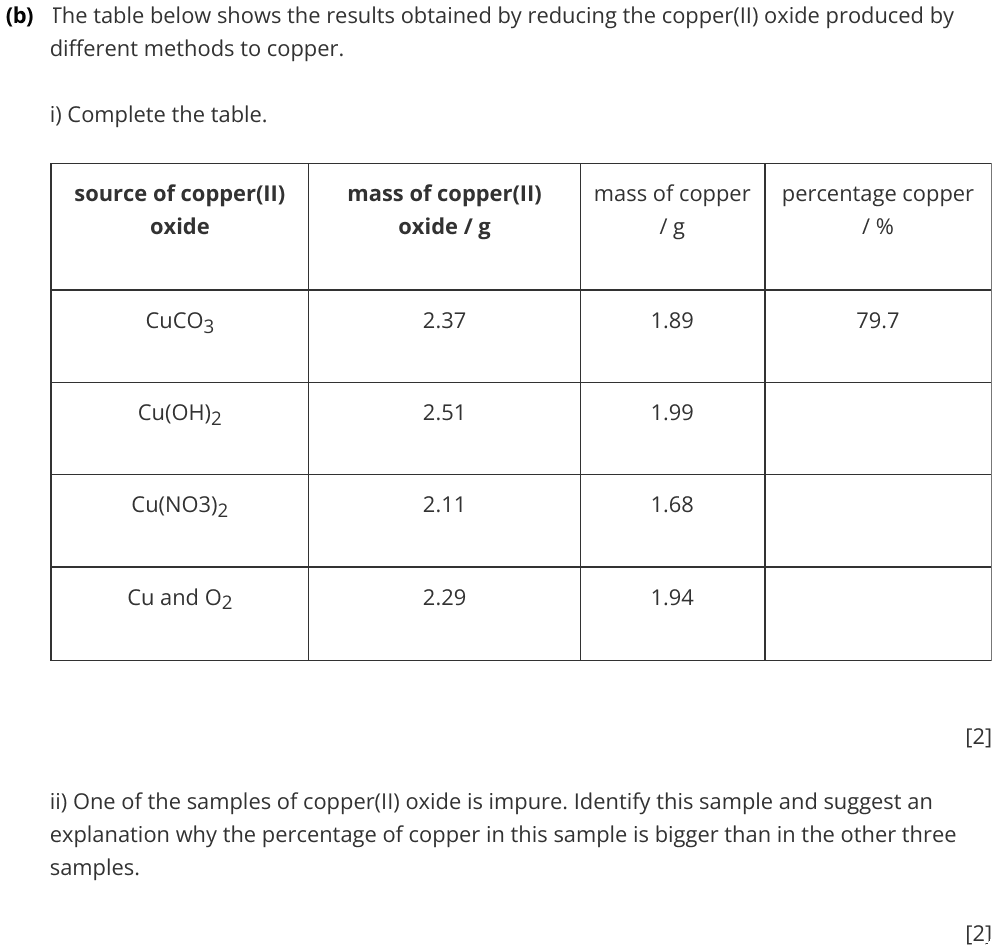 (b) The table below shows the results obtained by reducing the copper(II) oxide produced by
different methods to copper.
i) Complete the table.
source of copper(II) oxide | mass of copper(II) oxide / g | mass of copper / g | percentage copper / %
CuCO3 | 2.37 | 1.89 | 79.7
Cu(OH)2 | 2.51 | 1.99 |
Cu(NO3)2 | 2.11 | 1.68 |
Cu and O2 | 2.29 | 1.94 |
[2]
ii) One of the samples of copper(II) oxide is impure. Identify this sample and suggest an
explanation why the percentage of copper in this sample is bigger than in the other three
samples.
[2]